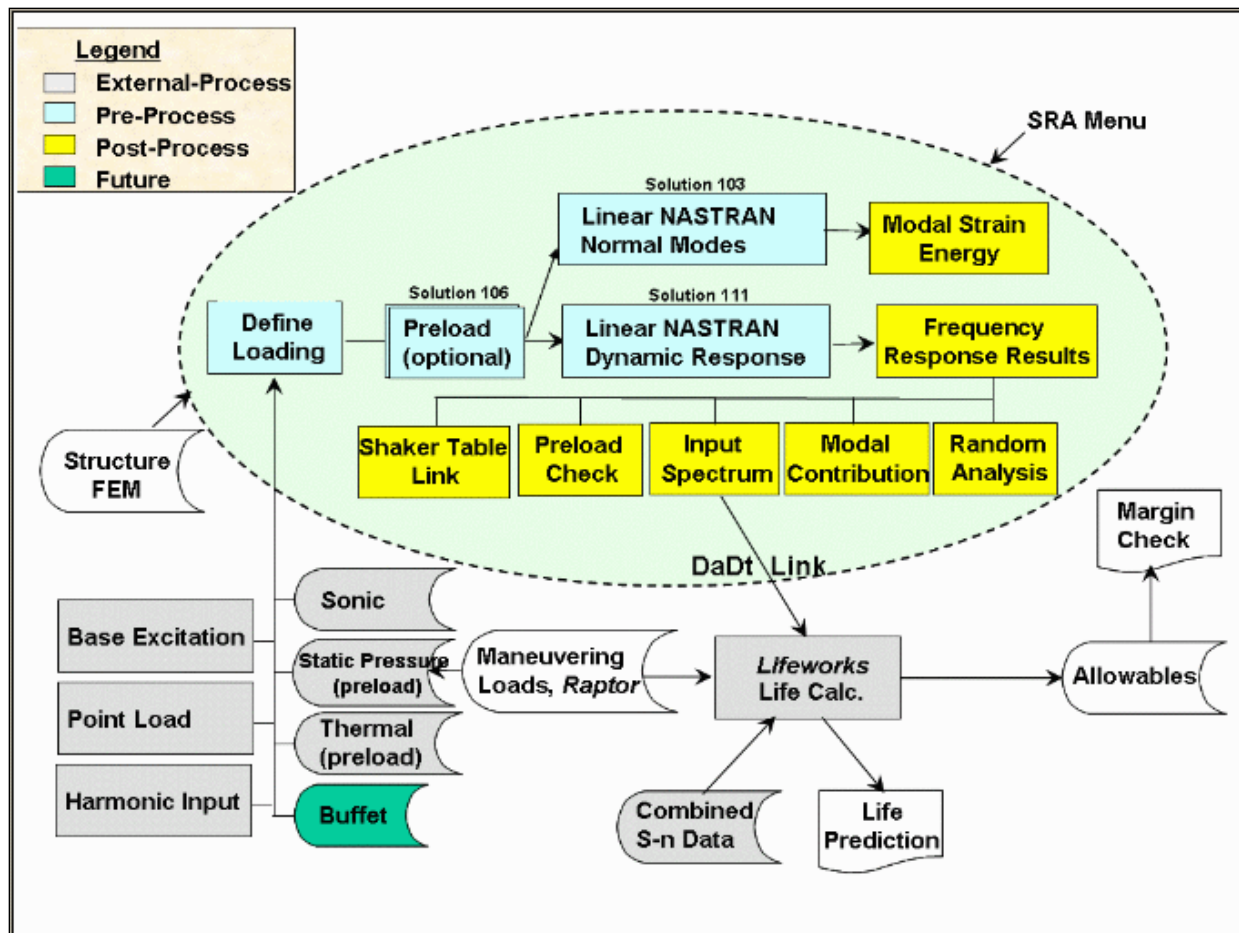 Legend
External-Process
Pre-Process
Post-Process
Future
SRA Menu
Solution 103
Linear NASTRAN
Normal Modes
Modal Strain
Energy
Solution 106
Solution 111
Define
Loading
Preload
(optional)
Linear NASTRAN
Dynamic Response
Frequency
Response Results
Structure
FEM
Shaker Table
Link
Preload
Check
Input
Spectrum
Modal
Contribution
Random
Analysis
Margin
Check
DaDt Link
Sonic
Base Excitation
Static Pressure
(preload)
Maneuvering
Loads, Raptor
Lifeworks
Life Calc.
Allowables
Point Load
Thermal
(preload)
Harmonic Input
Buffet
Combined
S-n Data
Life
Prediction